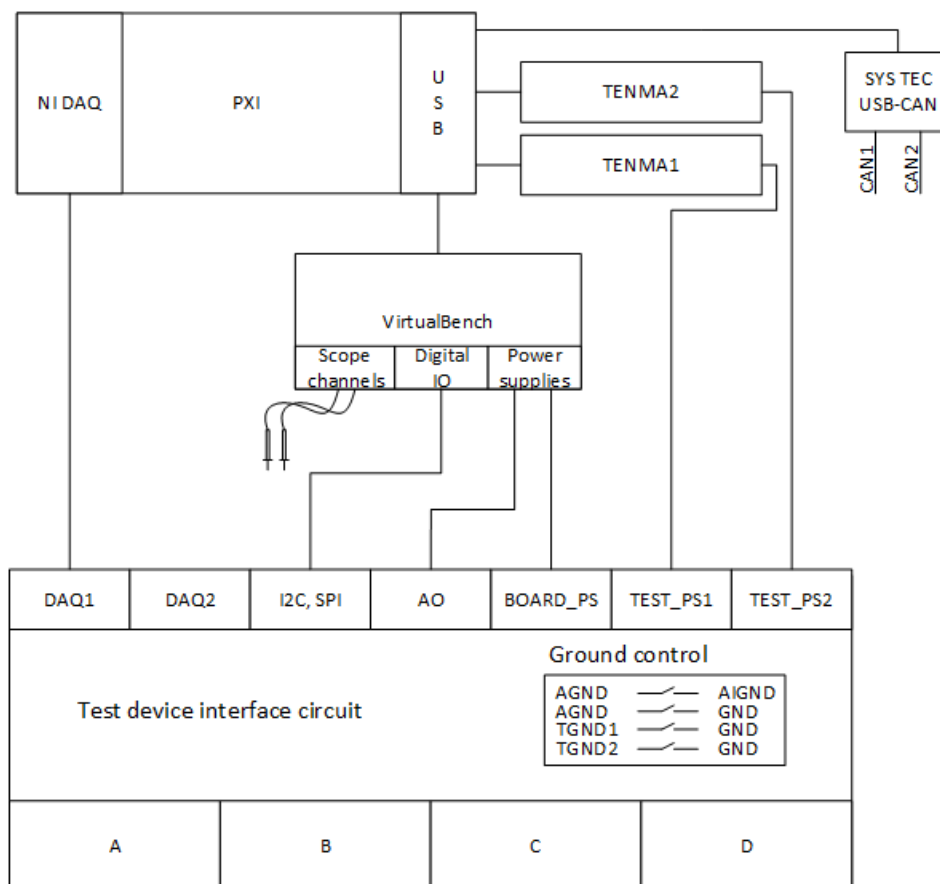 NI DAQ
PXI
U
S
B
TENMA2
TENMA1
SYS TEC
USB-CAN
CAN1
CAN2
VirtualBench
Scope
channels
Digital
IO
Power
supplies
DAQ1
DAQ2
I2C, SPI
AO
BOARD_PS
TEST_PS1
TEST_PS2
Test device interface circuit
Ground control
AGND AIGND
AGND GND
TGND1 GND
TGND2 GND
A
B
C
D